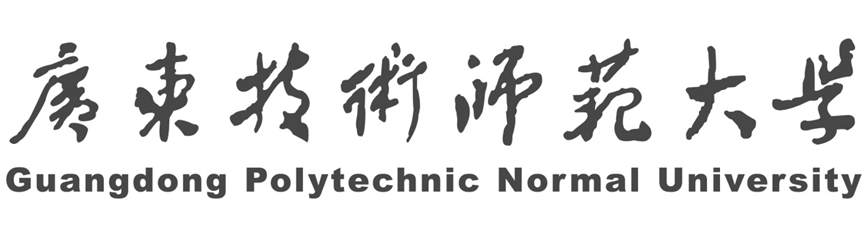 廣東技術師範大學
Guangdong Polytechnic Normal University